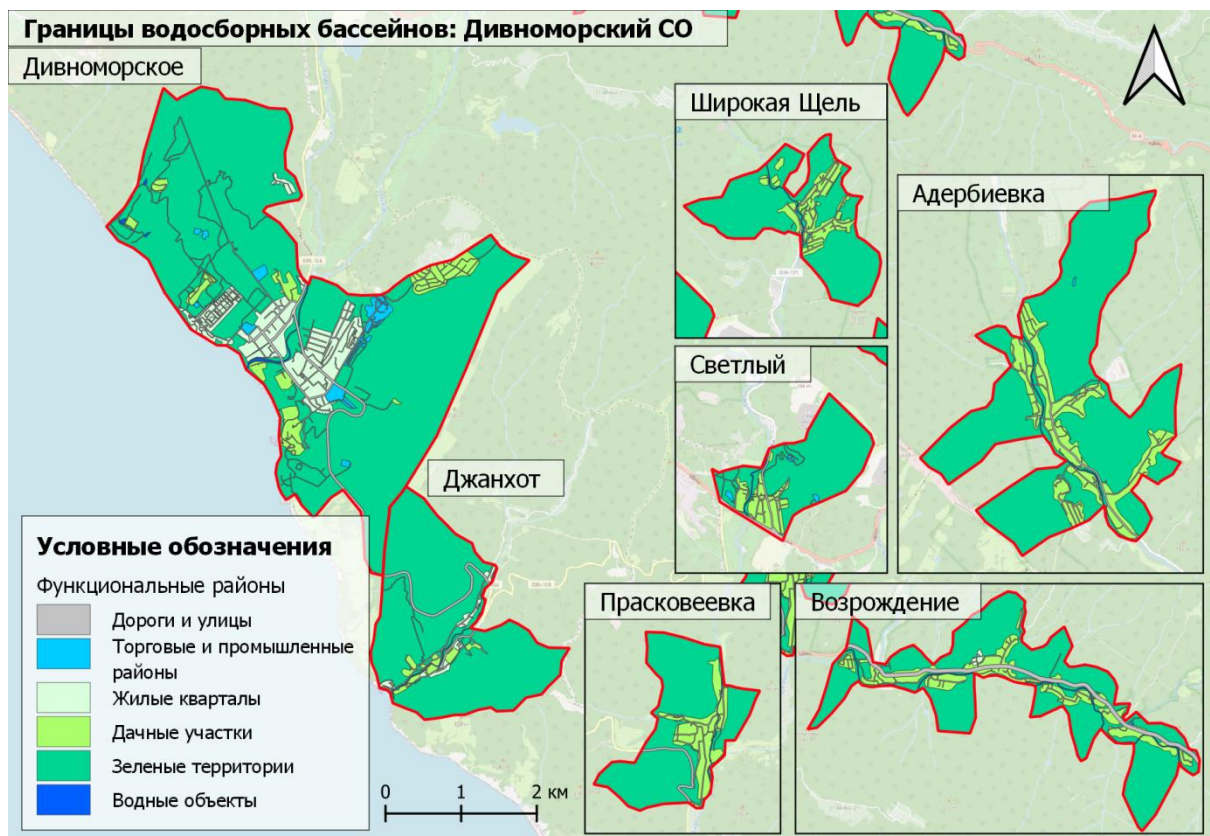 Границы водосборных бассейнов: Дивноморский СО
Дивноморское
Широкая Щель
Адербиевка
Светлый
Джанхот
Прасковеевка
Возрождение
Условные обозначения
Функциональные районы
Дороги и улицы
Торговые и промышленные
районы
Жилые кварталы
Дачные участки
Зеленые территории
Водные объекты
0 1 2 км